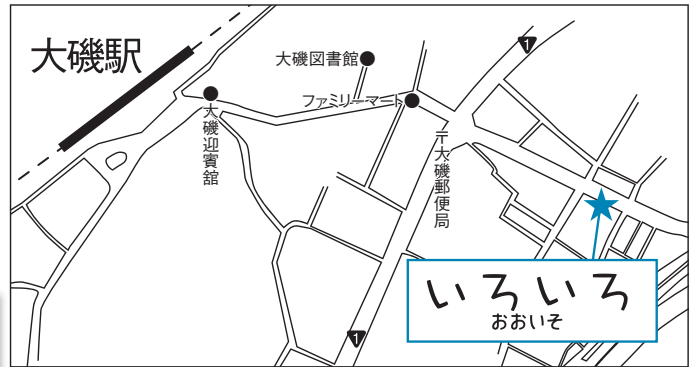 大磯駅
大磯図書館
1
ファミリーマート
大磯迎賓館
〒大磯郵便局
いろいろ
おおいそ
1